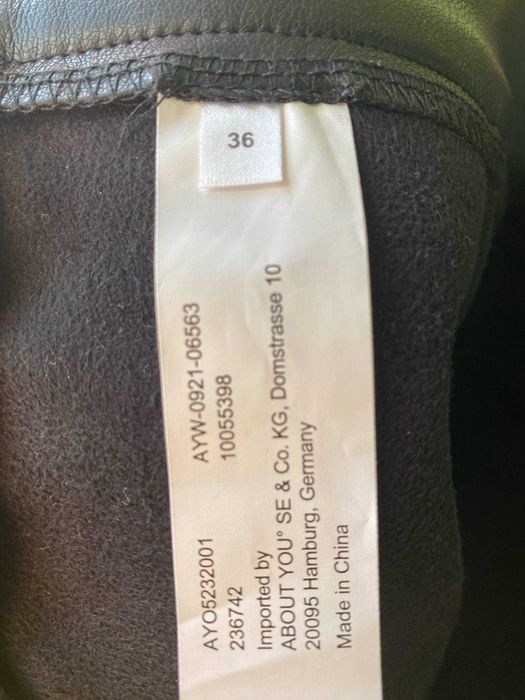 36
AYO5232001 AYW-0921-06563
236742 10055398
Imported by
ABOUT YOU° SE & Co. KG, Domstrasse 10
20095 Hamburg, Germany
Made in China